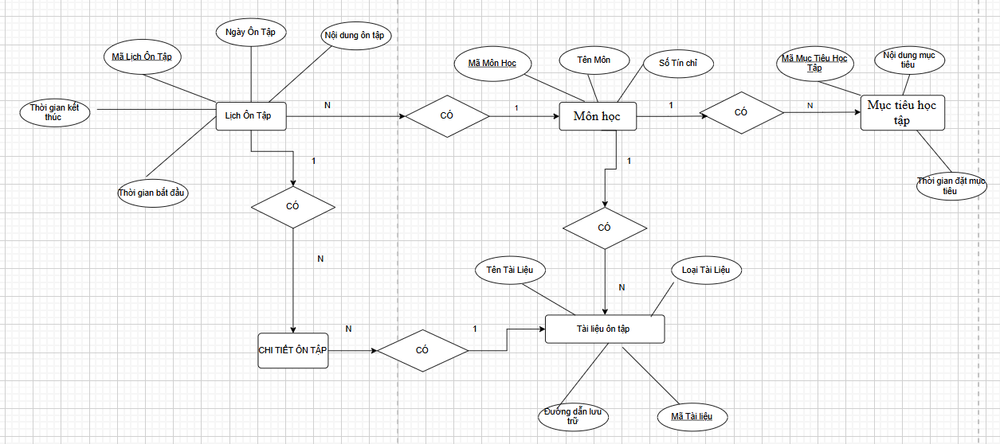 Ngày Ôn Tập
Nội dung ôn tập
Mã Lịch Ôn Tập
Thời gian kết
thúc
Lịch Ôn Tập
Thời gian bắt đầu
N
CÓ
1
Mã Môn Học
Tên Môn
Số Tín chỉ
Môn học
1
CÓ
N
Mã Mục Tiêu Học
Tập
Nội dung mục
tiêu
Mục tiêu học
tập
Thời gian đặt mục
tiêu
1
CÓ
N
1
CÓ
N
Tên Tài Liệu
Loại Tài Liệu
CHI TIẾT ÔN TẬP
N
CÓ
1
Tài liệu ôn tập
Đường dẫn lưu
trữ
Mã Tài liệu